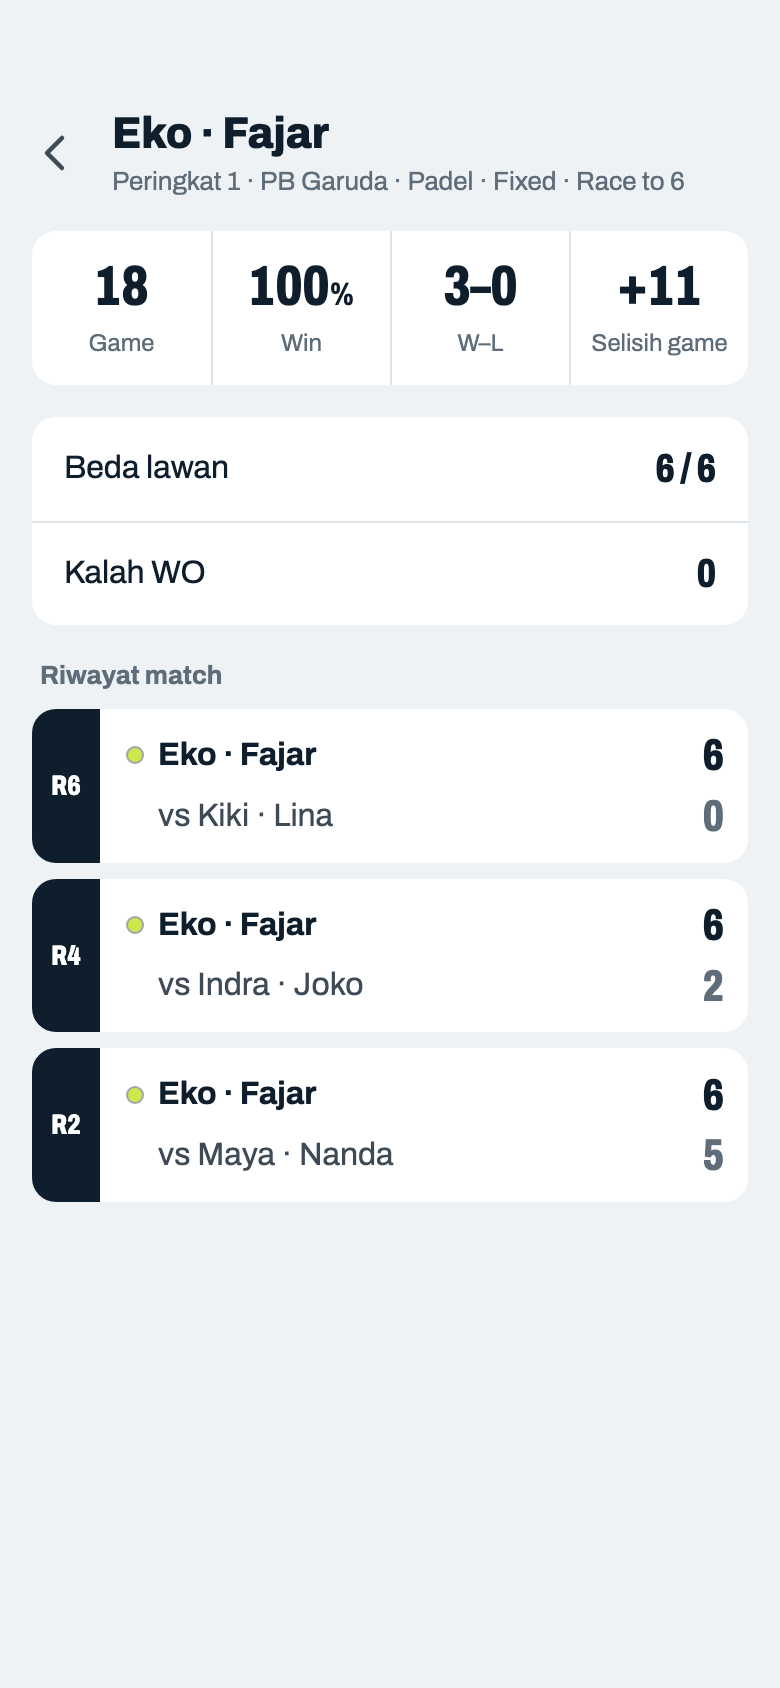 Eko · Fajar
Peringkat 1 · PB Garuda · Padel · Fixed · Race to 6
18
Game
100%
Win
3–0
W–L
+11
Selisih game
Beda lawan 6/6
Kalah WO 0
Riwayat match
R6
Eko · Fajar 6
vs Kiki · Lina 0
R4
Eko · Fajar 6
vs Indra · Joko 2
R2
Eko · Fajar 6
vs Maya · Nanda 5